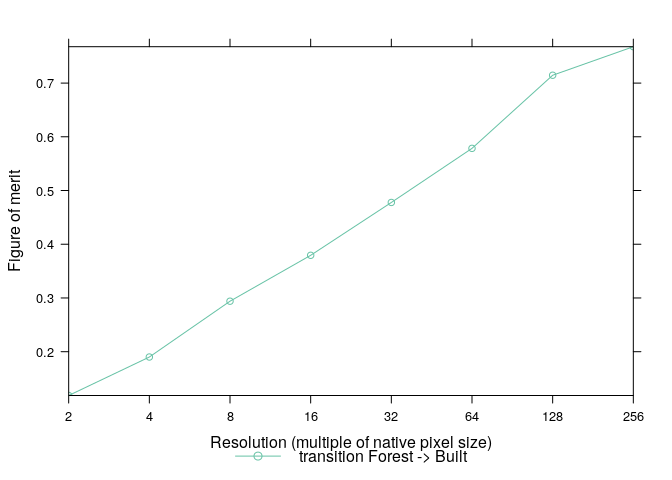 0.7
0.6
0.5
0.4
0.3
0.2
Figure of merit
2 4 8 16 32 64 128 256
Resolution (multiple of native pixel size)
transition Forest -> Built